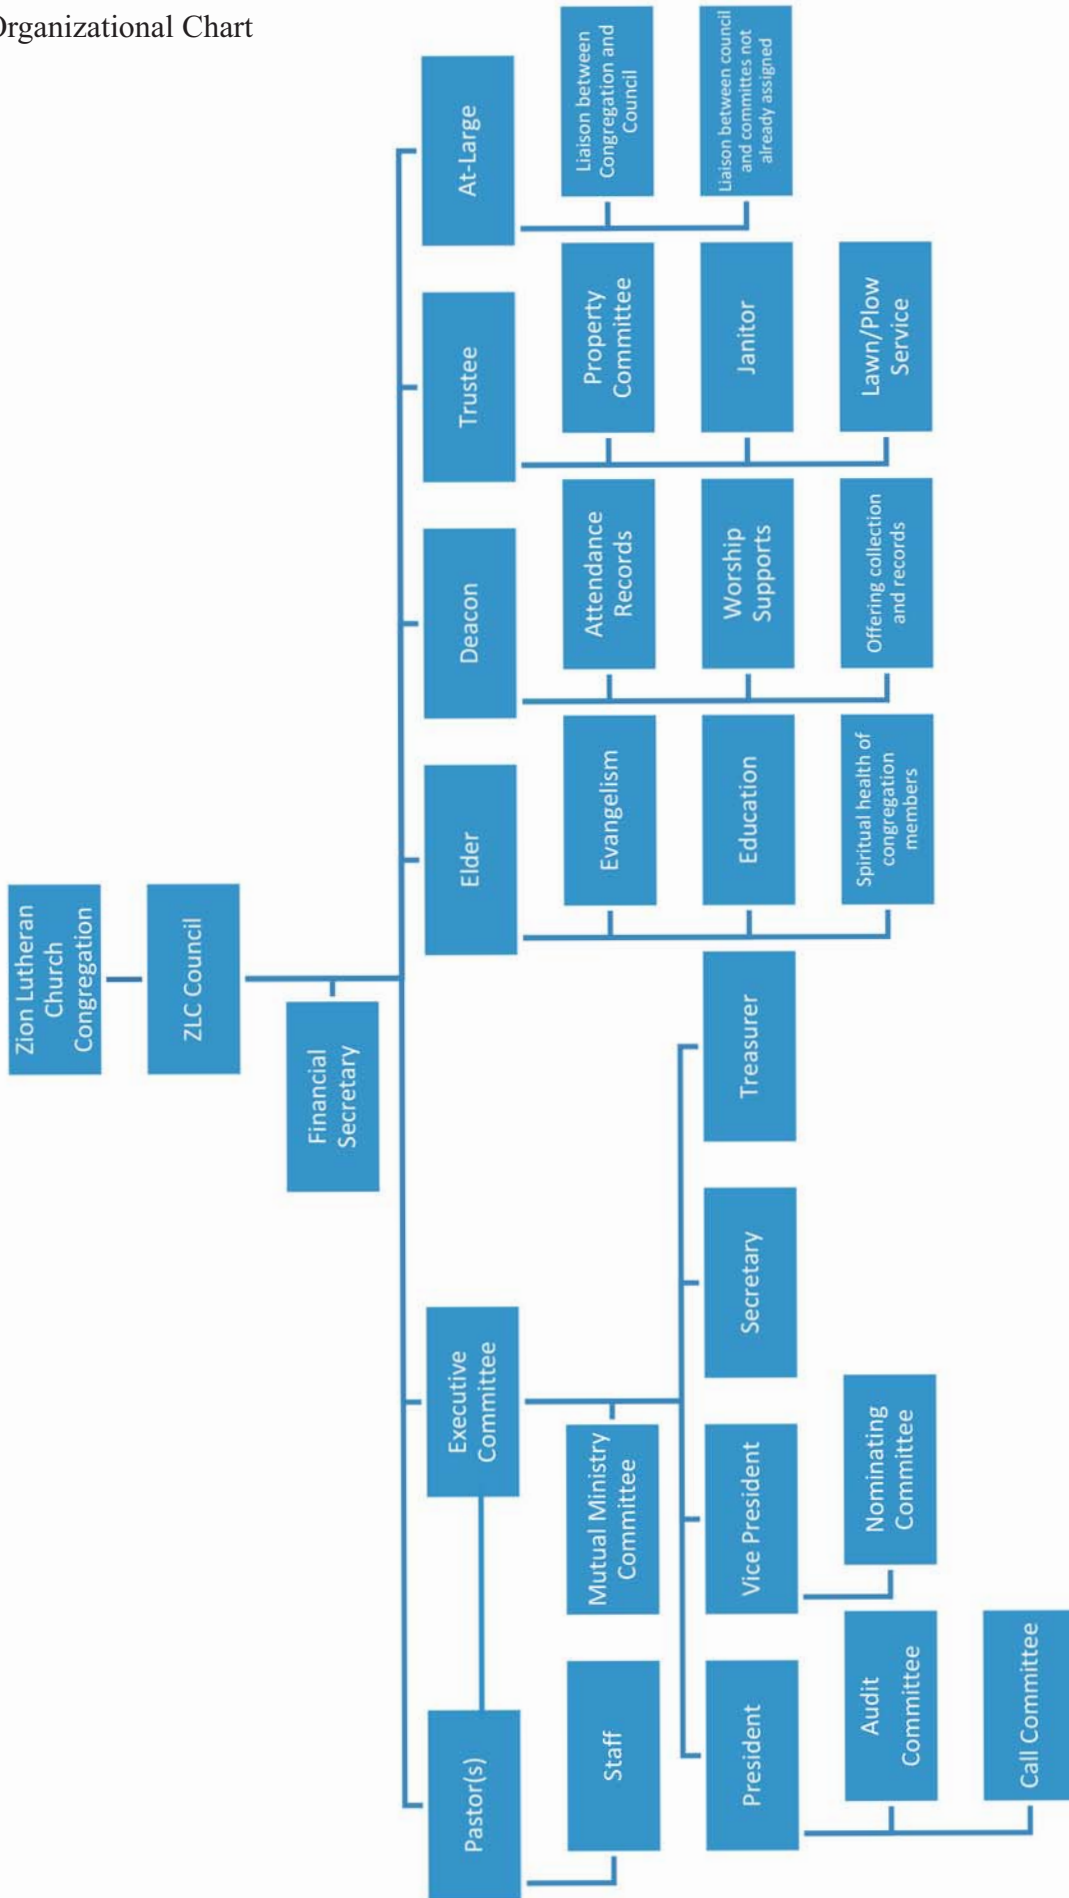 Organizational Chart
Zion Lutheran
Church
Congregation
ZLC Council
Financial
Secretary
Pastor(s)
Executive
Committee
Elder
Deacon
Trustee
At-Large
Staff
Mutual Ministry
Committee
Evangelism
Attendance
Records
Property
Committee
Liaison between
Congregation and
Council
President
Vice President
Secretary
Treasurer
Education
Worship
Supports
Janitor
Liaison between council
and committes not
already assigned
Audit
Committee
Nominating
Committee
Spiritual health of
congregation
members
Offering collection
and records
Lawn/Plow
Service
Call Committee